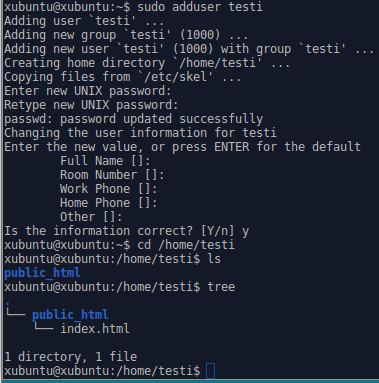 xubuntu@xubuntu:~$ sudo adduser testi
Adding user `testi' ...
Adding new group `testi' (1000) ...
Adding new user `testi' (1000) with group `testi' ...
Creating home directory `/home/testi' ...
Copying files from `/etc/skel' ...
Enter new UNIX password:
Retype new UNIX password:
passwd: password updated successfully
Changing the user information for testi
Enter the new value, or press ENTER for the default
        Full Name []:
        Room Number []:
        Work Phone []:
        Home Phone []:
        Other []:
Is the information correct? [Y/n] y
xubuntu@xubuntu:~$ cd /home/testi
xubuntu@xubuntu:/home/testi$ ls
public_html
xubuntu@xubuntu:/home/testi$ tree
.
└── public_html
    └── index.html

1 directory, 1 file
xubuntu@xubuntu:/home/testi$